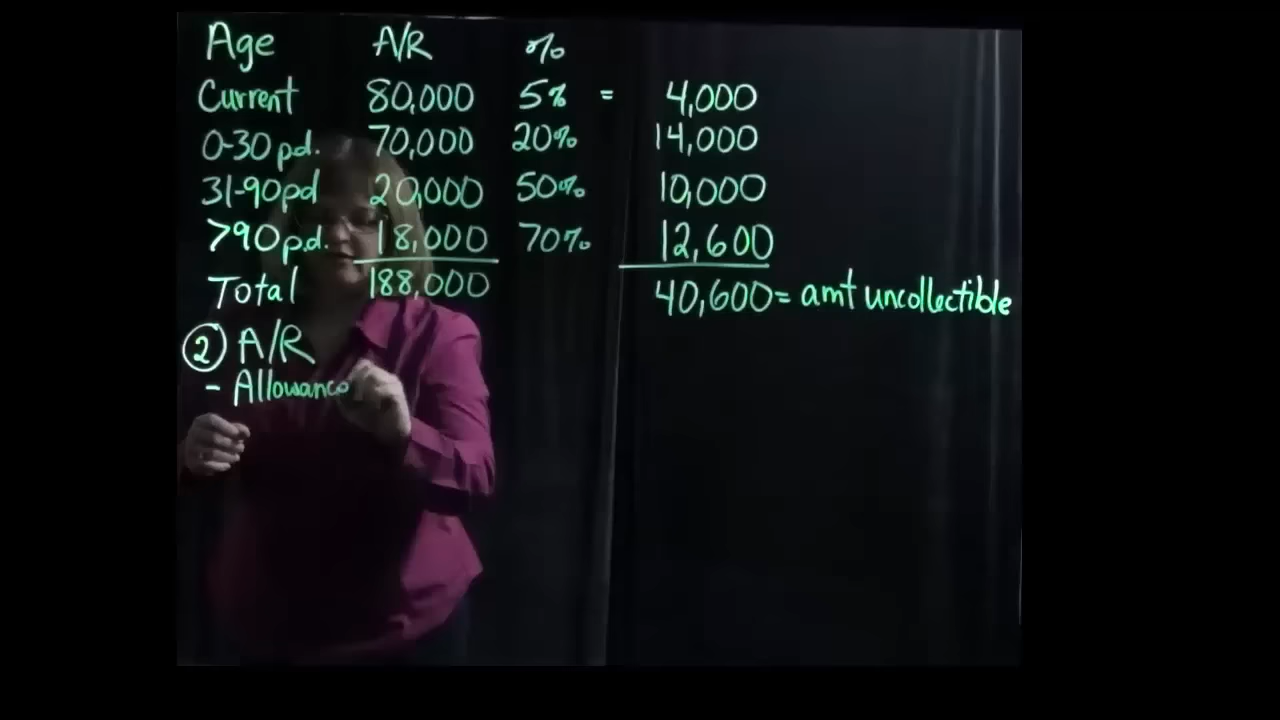 Age A/R %
Current 80,000 5% = 4,000
0-30 pd. 70,000 20% 14,000
31-90pd 20,000 50% 10,000
>90 p.d. 18,000 70% 12,600
Total 188,000 40,600 = amt uncollectible
② A/R
- Allowance